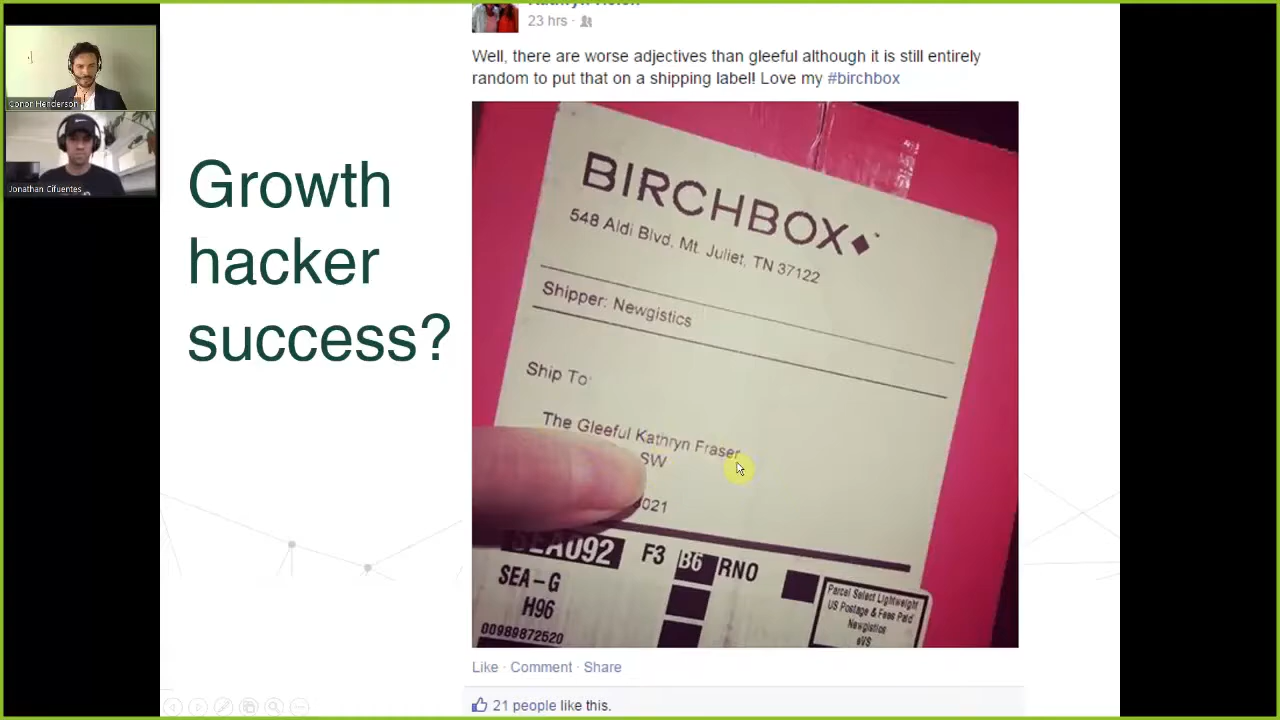 Conor Henderson
Jonathan Cifuentes
Growth
hacker
success?
23 hrs
Well, there are worse adjectives than gleeful although it is still entirely
random to put that on a shipping label! Love my #birchbox
BIRCHBOX
548 Aldi Blvd, Mt. Juliet, TN 37122
Shipper: Newgistics
Ship To:
The Gleeful Kathryn Fraser
SW
021
SEA092 F3 B6 RNO
SEA-G
H96
00989872520
Parcel Select Lightweight
US Postage & Fees Paid
Newgistics
eVS
Like · Comment · Share
21 people like this.